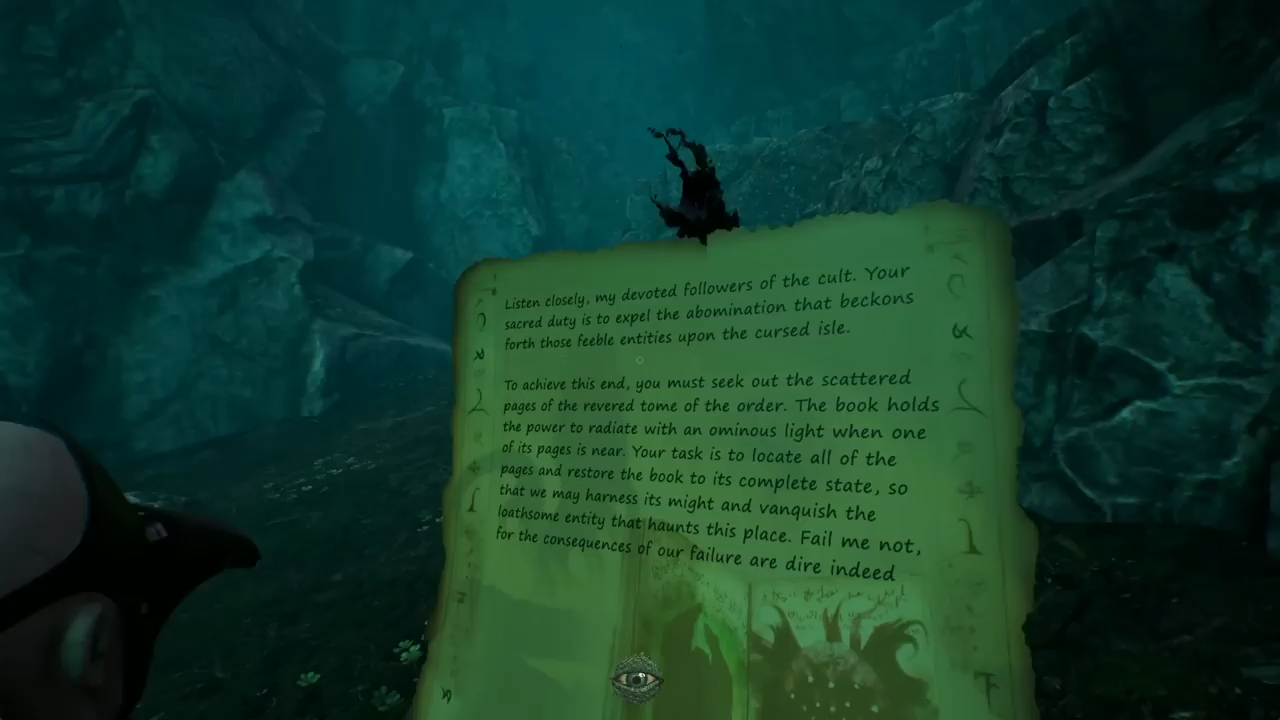 Listen closely, my devoted followers of the cult. Your
sacred duty is to expel the abomination that beckons
forth those feeble entities upon the cursed isle.
To achieve this end, you must seek out the scattered
pages of the revered tome of the order. The book holds
the power to radiate with an ominous light when one
of its pages is near. Your task is to locate all of the
pages and restore the book to its complete state, so
that we may harness its might and vanquish the
loathsome entity that haunts this place. Fail me not,
for the consequences of our failure are dire indeed